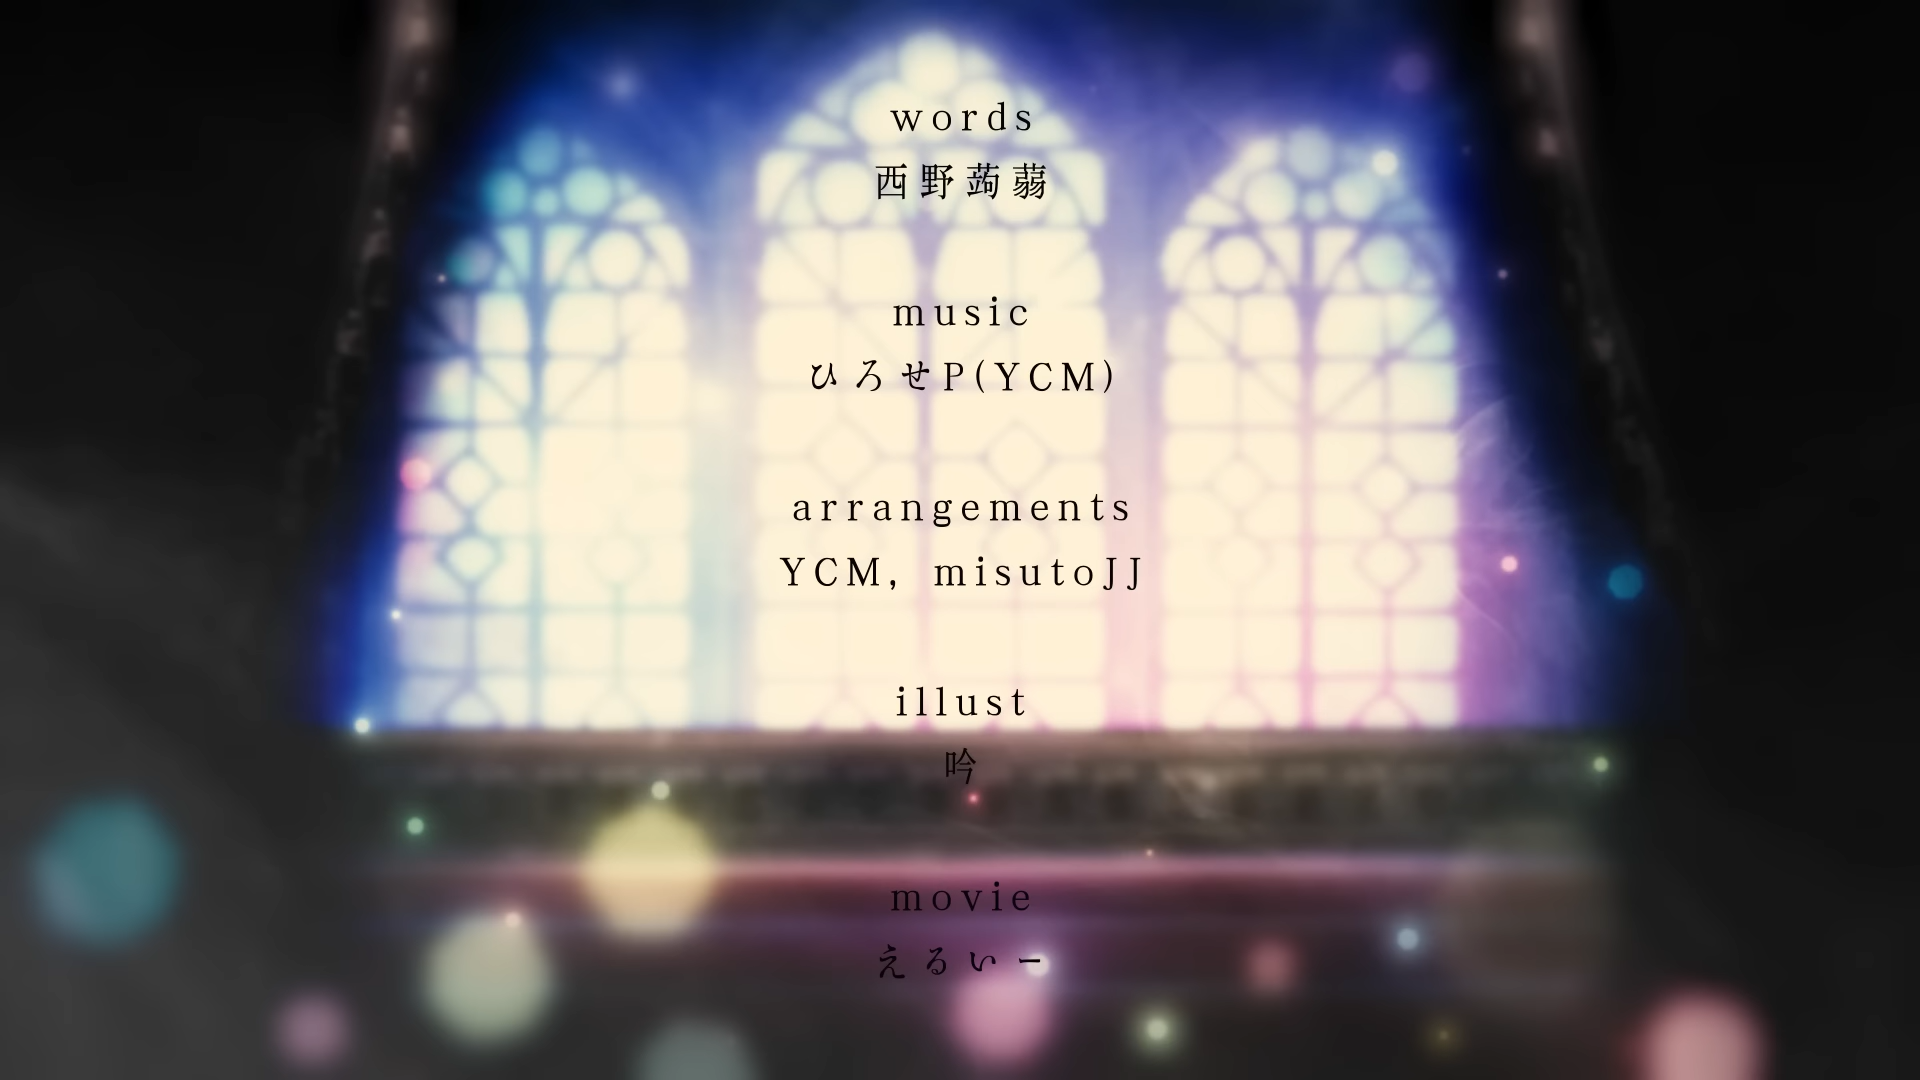 words
西野蒟蒻
music
ひろせP(YCM)
arrangements
YCM, misutoJJ
illust
吟
movie
えるいー